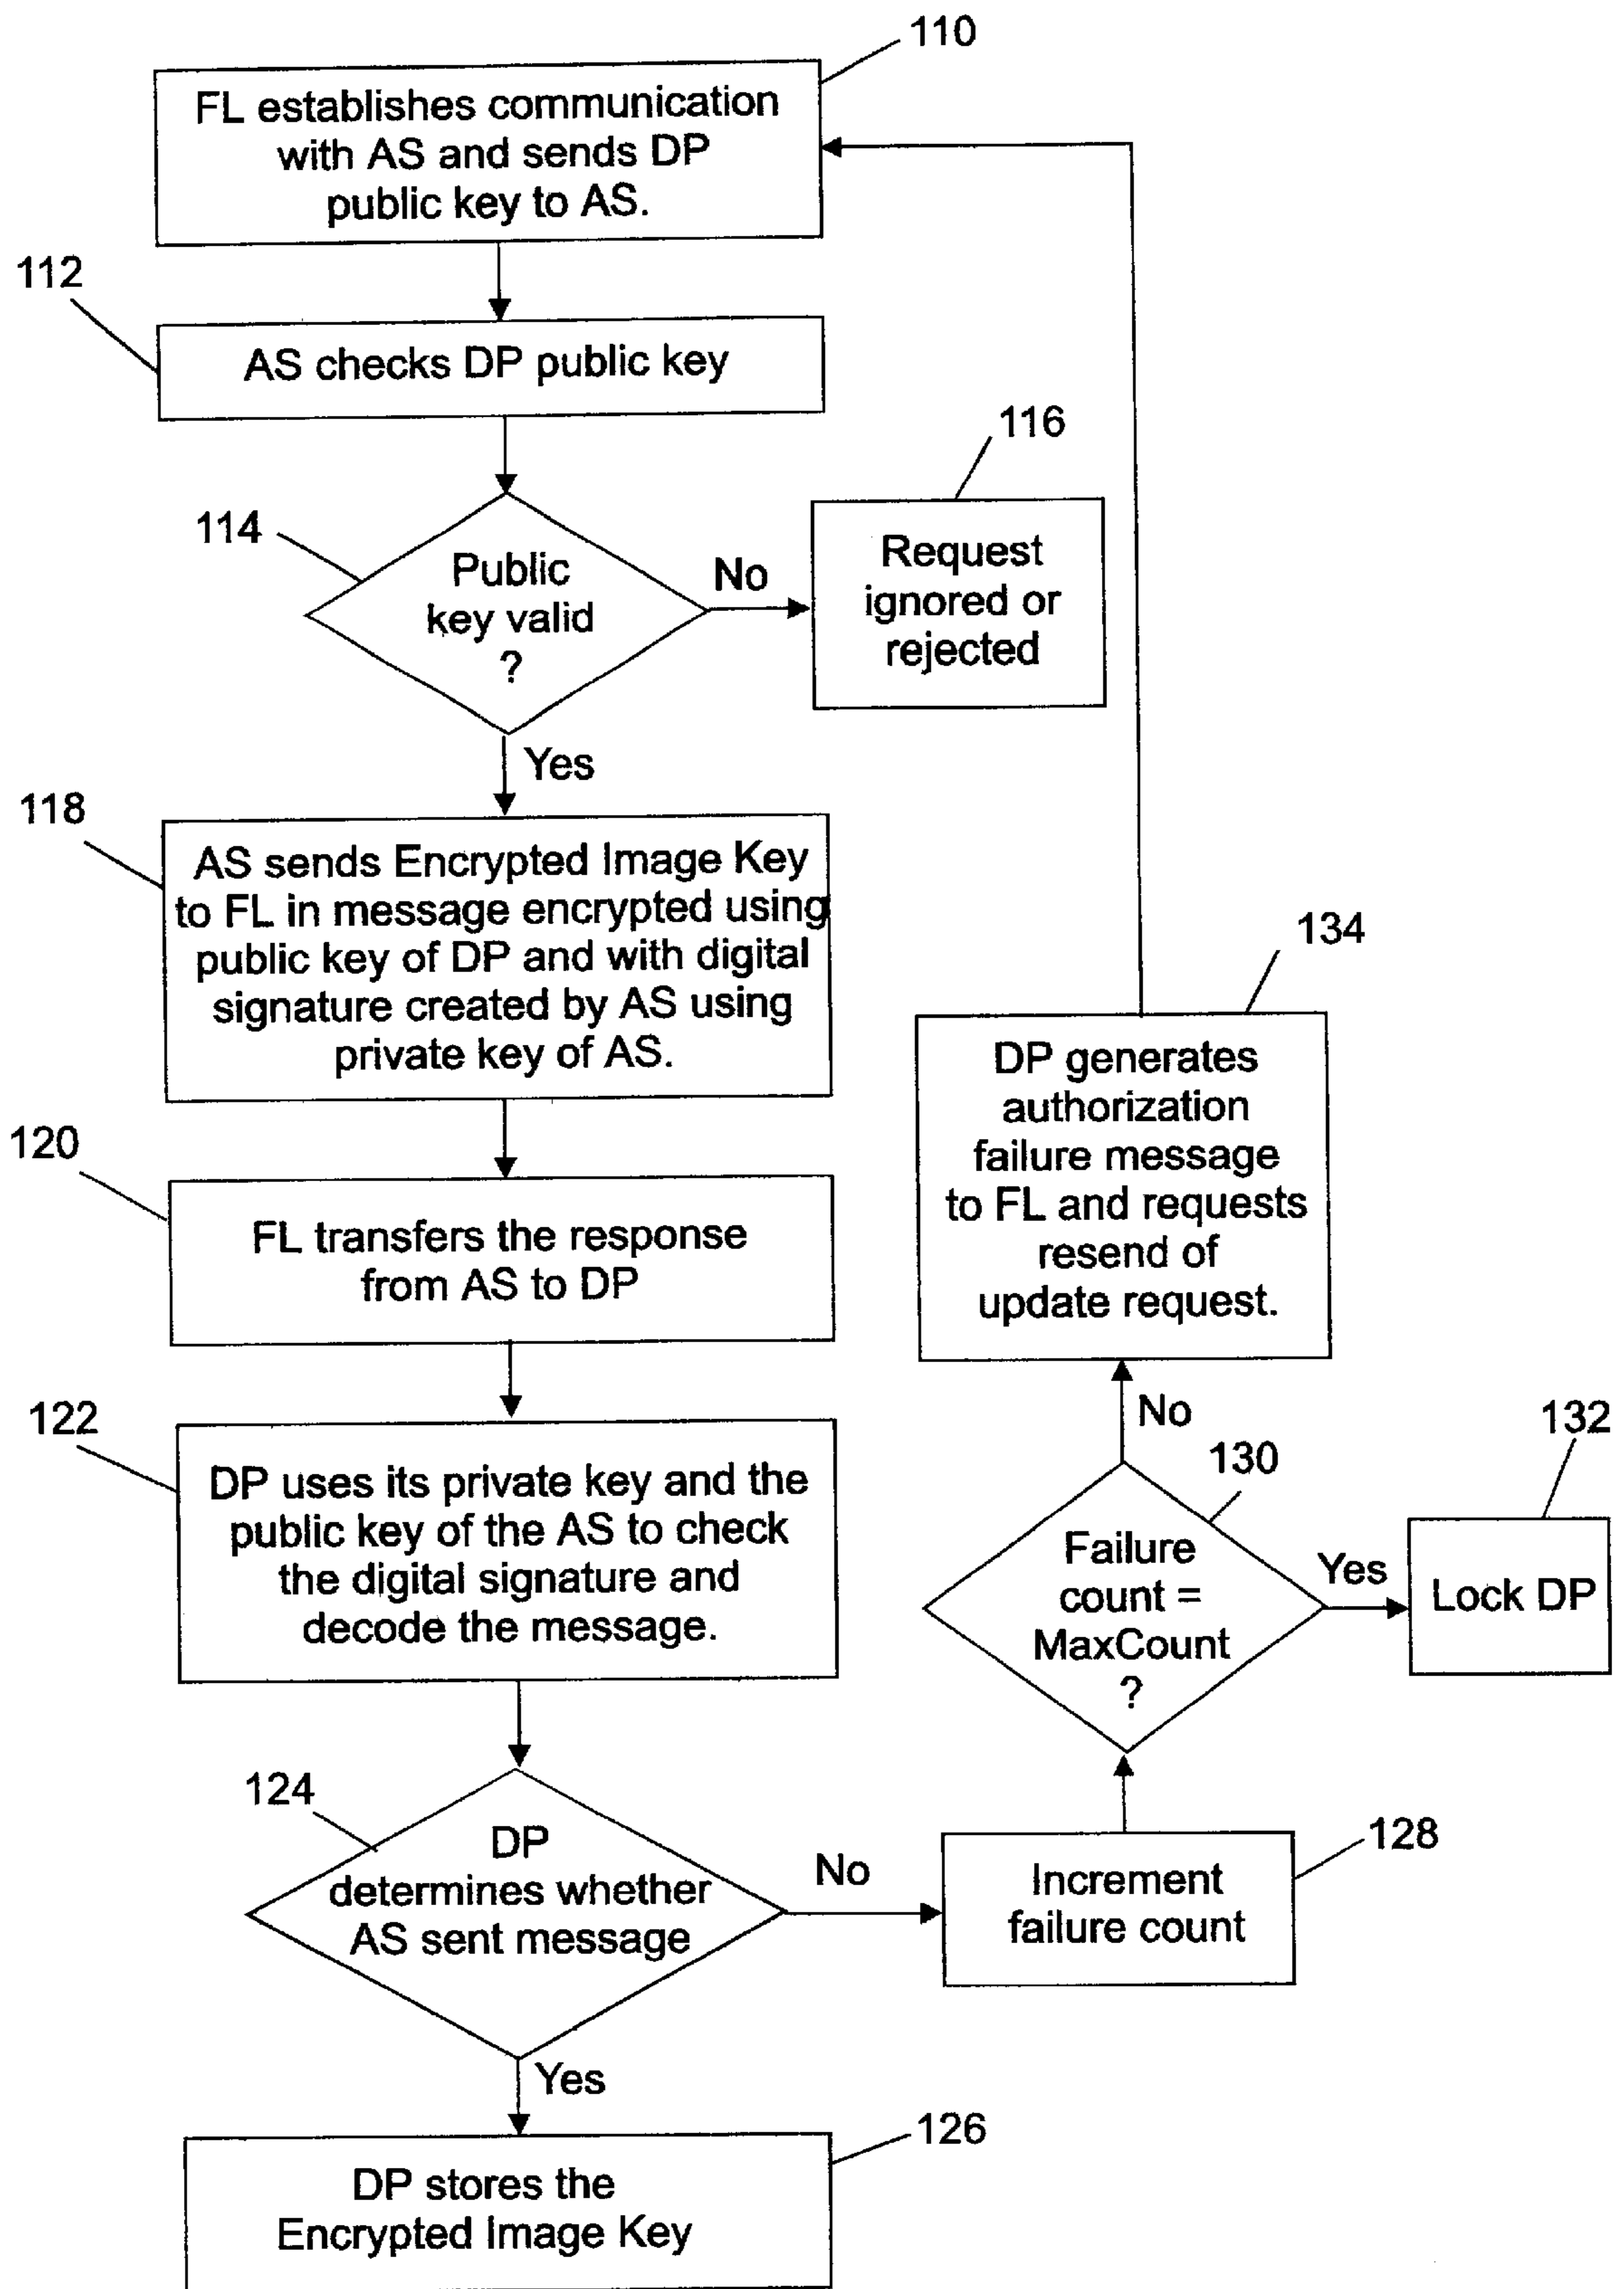 110
FL establishes communication
with AS and sends DP
public key to AS.
112
AS checks DP public key
114
Public
key valid
?
No
116
Request
ignored or
rejected
Yes
118
AS sends Encrypted Image Key
to FL in message encrypted using
public key of DP and with digital
signature created by AS using
private key of AS.
120
FL transfers the response
from AS to DP
122
DP uses its private key and the
public key of the AS to check
the digital signature and
decode the message.
124
DP
determines whether
AS sent message
No
128
Increment
failure count
130
Failure
count =
MaxCount
?
Yes
132
Lock DP
No
134
DP generates
authorization
failure message
to FL and requests
resend of
update request.
Yes
126
DP stores the
Encrypted Image Key